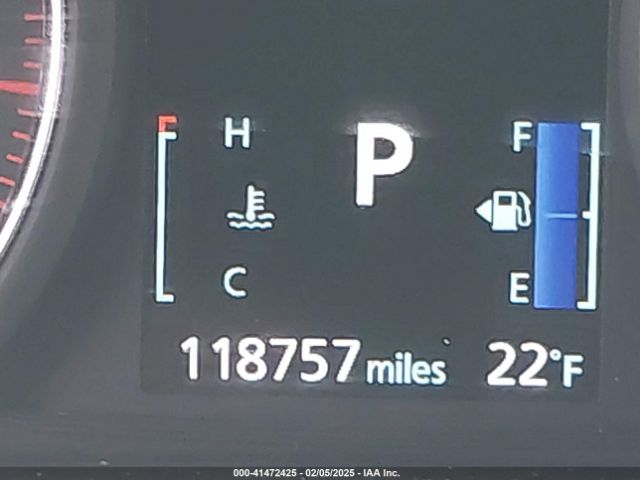 H P F
C E
118757 miles 22°F
000-41472425 - 02/05/2025 - IAA Inc.